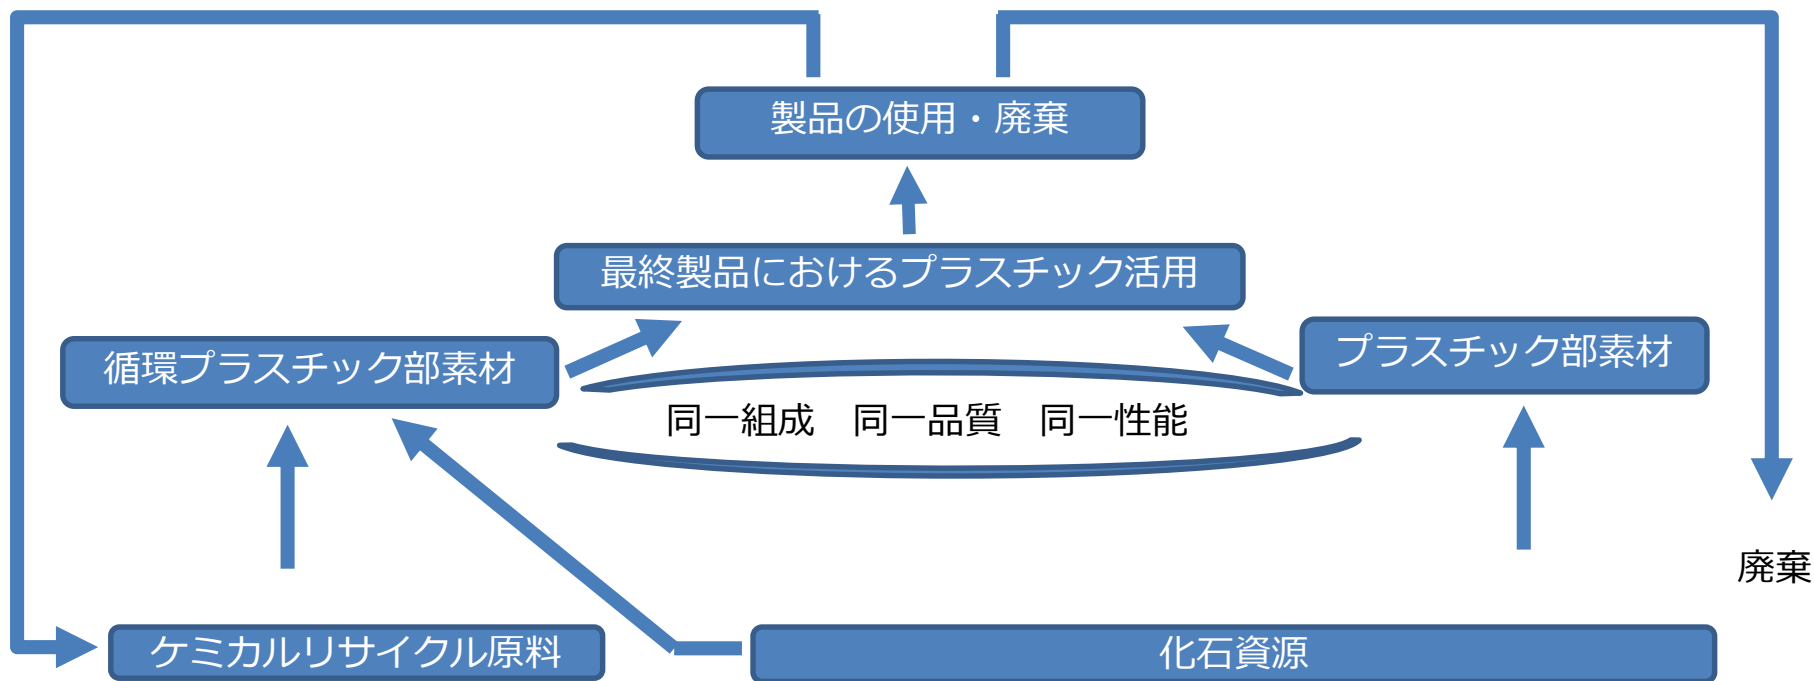 製品の使用・廃棄
最終製品におけるプラスチック活用
循環プラスチック部素材
プラスチック部素材
同一組成　同一品質　同一性能
廃棄
ケミカルリサイクル原料
化石資源